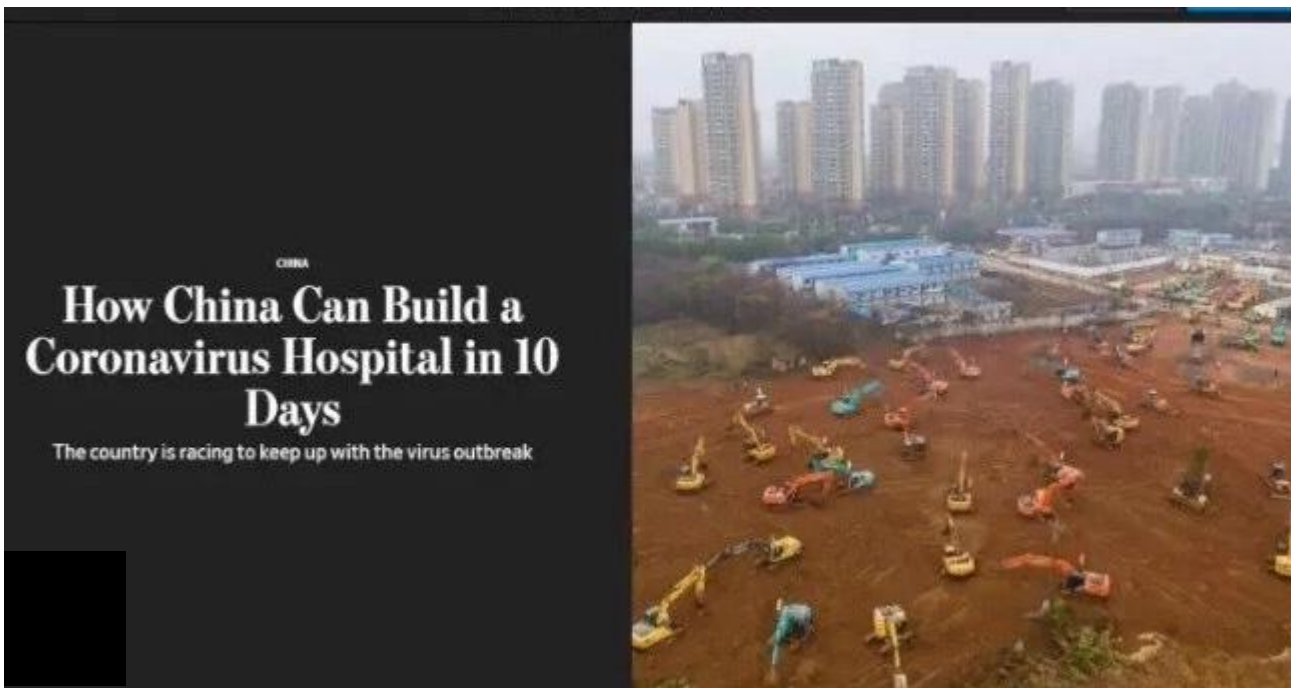 CHINA
How China Can Build a
Coronavirus Hospital in 10
Days
The country is racing to keep up with the virus outbreak